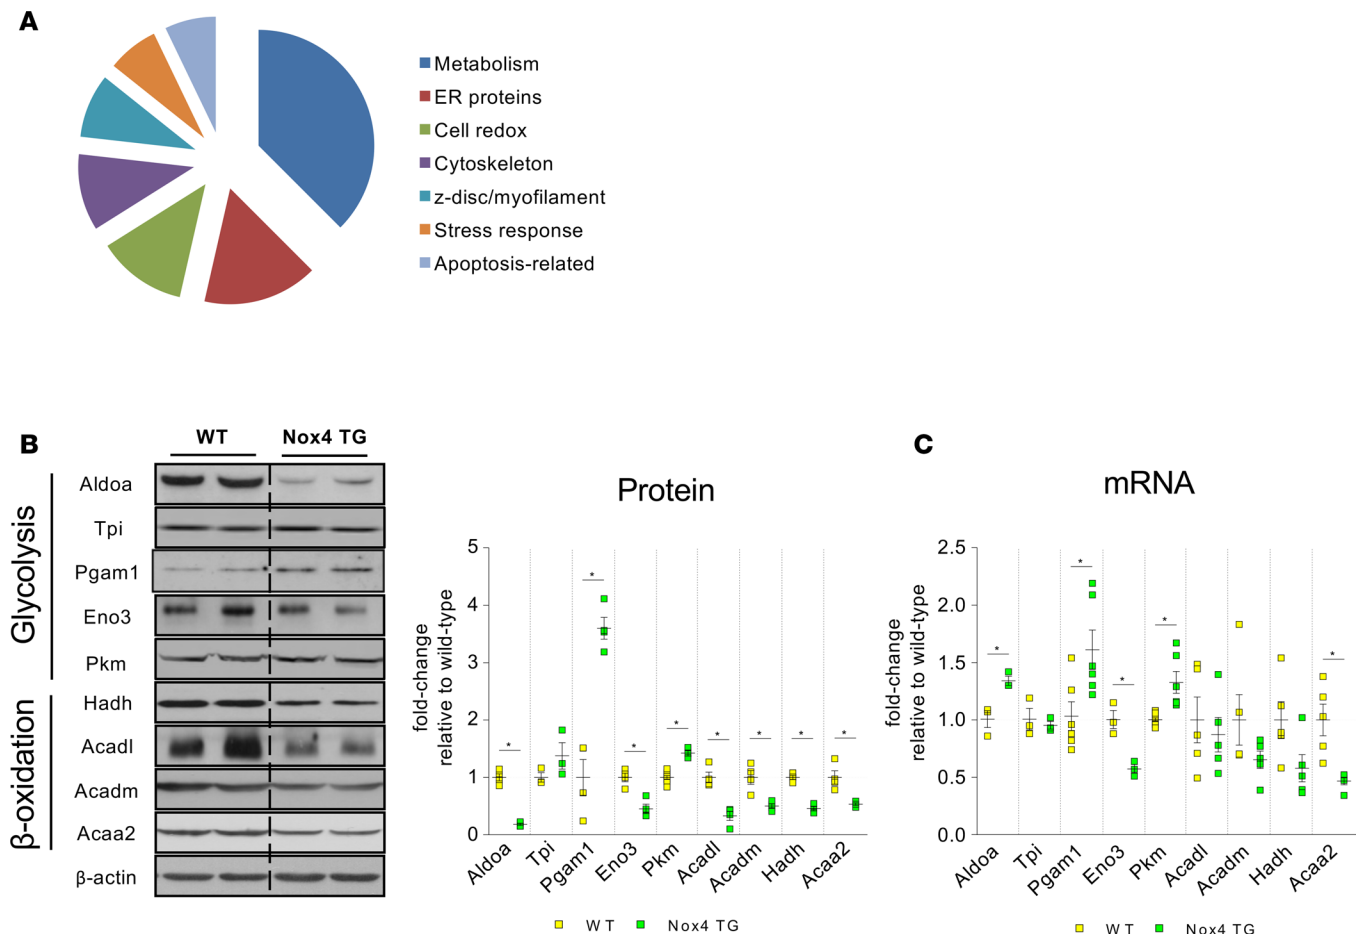 A
Metabolism
ER proteins
Cell redox
Cytoskeleton
z-disc/myofilament
Stress response
Apoptosis-related
B
WT
Nox4 TG
Glycolysis
Aldoa
Tpi
Pgam1
Eno3
Pkm
β-oxidation
Hadh
Acadl
Acadm
Acaa2
β-actin
Protein
fold-change
relative to wild-type
5
4
3
2
1
0
* * * * * * * *
Aldoa Tpi Pgam1 Eno3 Pkm Acadl Acadm Hadh Acaa2
WT Nox4 TG
C
mRNA
fold-change
relative to wild-type
2.5
2.0
1.5
1.0
0.5
0.0
* * * * *
Aldoa Tpi Pgam1 Eno3 Pkm Acadl Acadm Hadh Acaa2
WT Nox4 TG